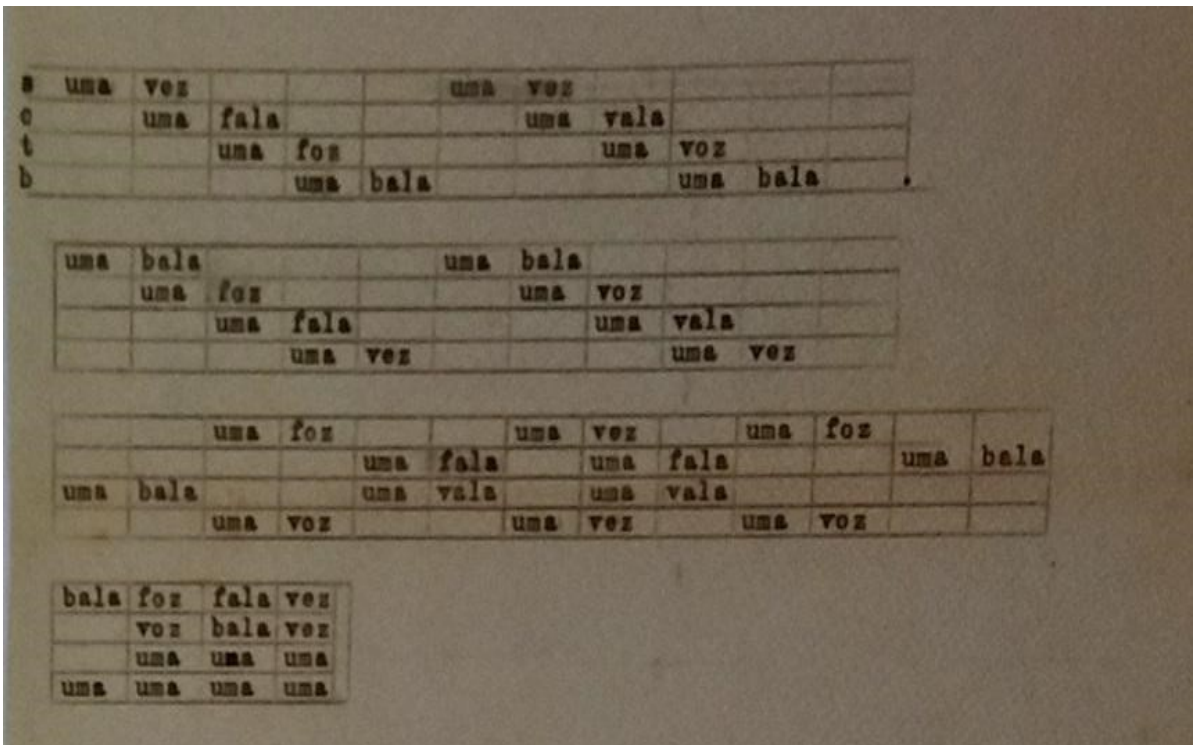 s uma vez uma vez
c uma fala uma vala
t uma foz uma voz
b uma bala uma bala .
uma bala uma bala
uma foz uma voz
uma fala uma vala
uma vez uma vez
uma foz uma vez uma foz
uma fala uma fala uma bala
uma bala uma vala uma vala
uma voz uma vez uma voz
bala foz fala vez
voz bala vez
uma uma uma
uma uma uma uma